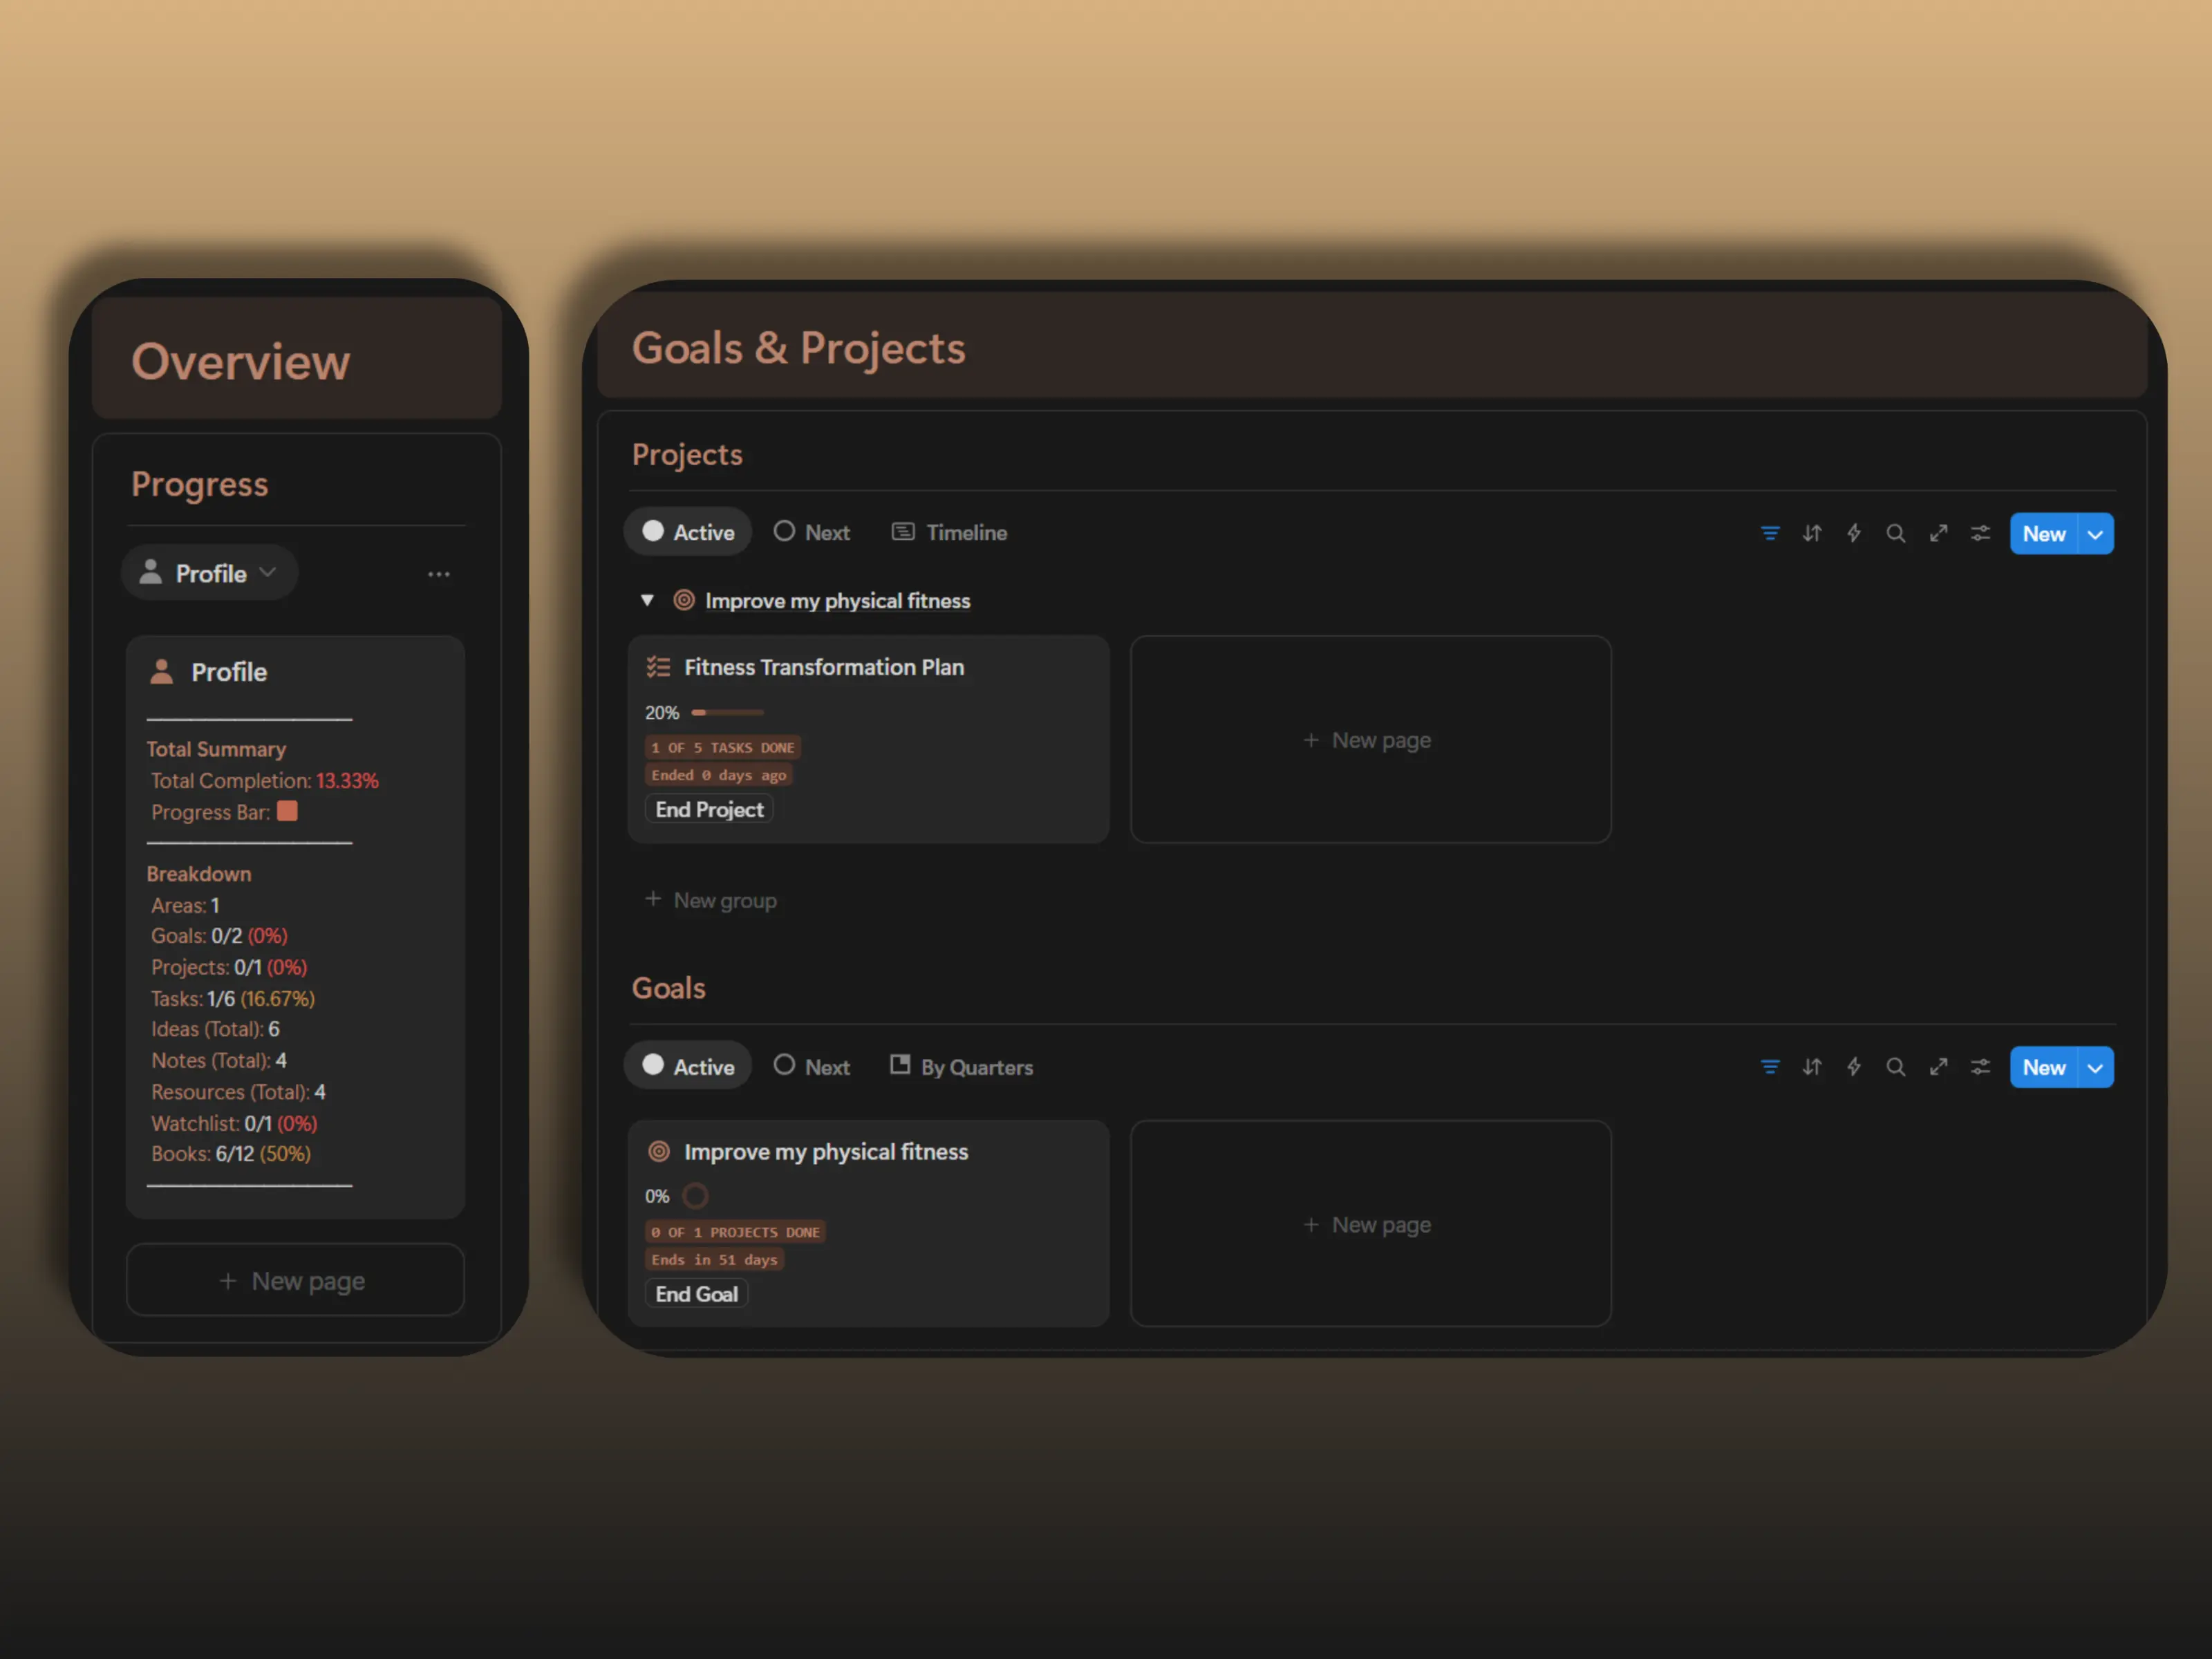 Overview
Progress
Profile
Profile
Total Summary
Total Completion: 13.33%
Progress Bar:
Breakdown
Areas: 1
Goals: 0/2 (0%)
Projects: 0/1 (0%)
Tasks: 1/6 (16.67%)
Ideas (Total): 6
Notes (Total): 4
Resources (Total): 4
Watchlist: 0/1 (0%)
Books: 6/12 (50%)
+ New page
Goals & Projects
Projects
Active Next Timeline New
Improve my physical fitness
Fitness Transformation Plan
20%
1 OF 5 TASKS DONE
Ended 0 days ago
End Project
+ New page
+ New group
Goals
Active Next By Quarters New
Improve my physical fitness
0%
0 OF 1 PROJECTS DONE
Ends in 51 days
End Goal
+ New page